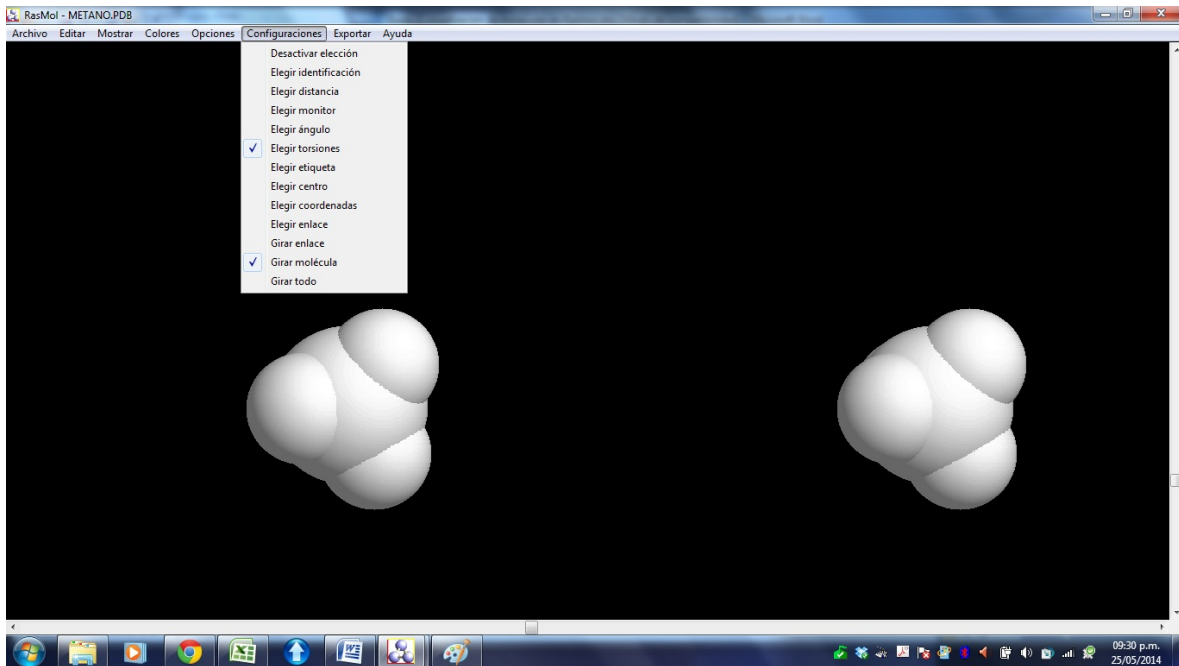 RasMol - METANO.PDB
Archivo Editar Mostrar Colores Opciones Configuraciones Exportar Ayuda
Desactivar elección
Elegir identificación
Elegir distancia
Elegir monitor
Elegir ángulo
Elegir torsiones
Elegir etiqueta
Elegir centro
Elegir coordenadas
Elegir enlace
Girar enlace
Girar molécula
Girar todo
09:30 p.m.
25/05/2014